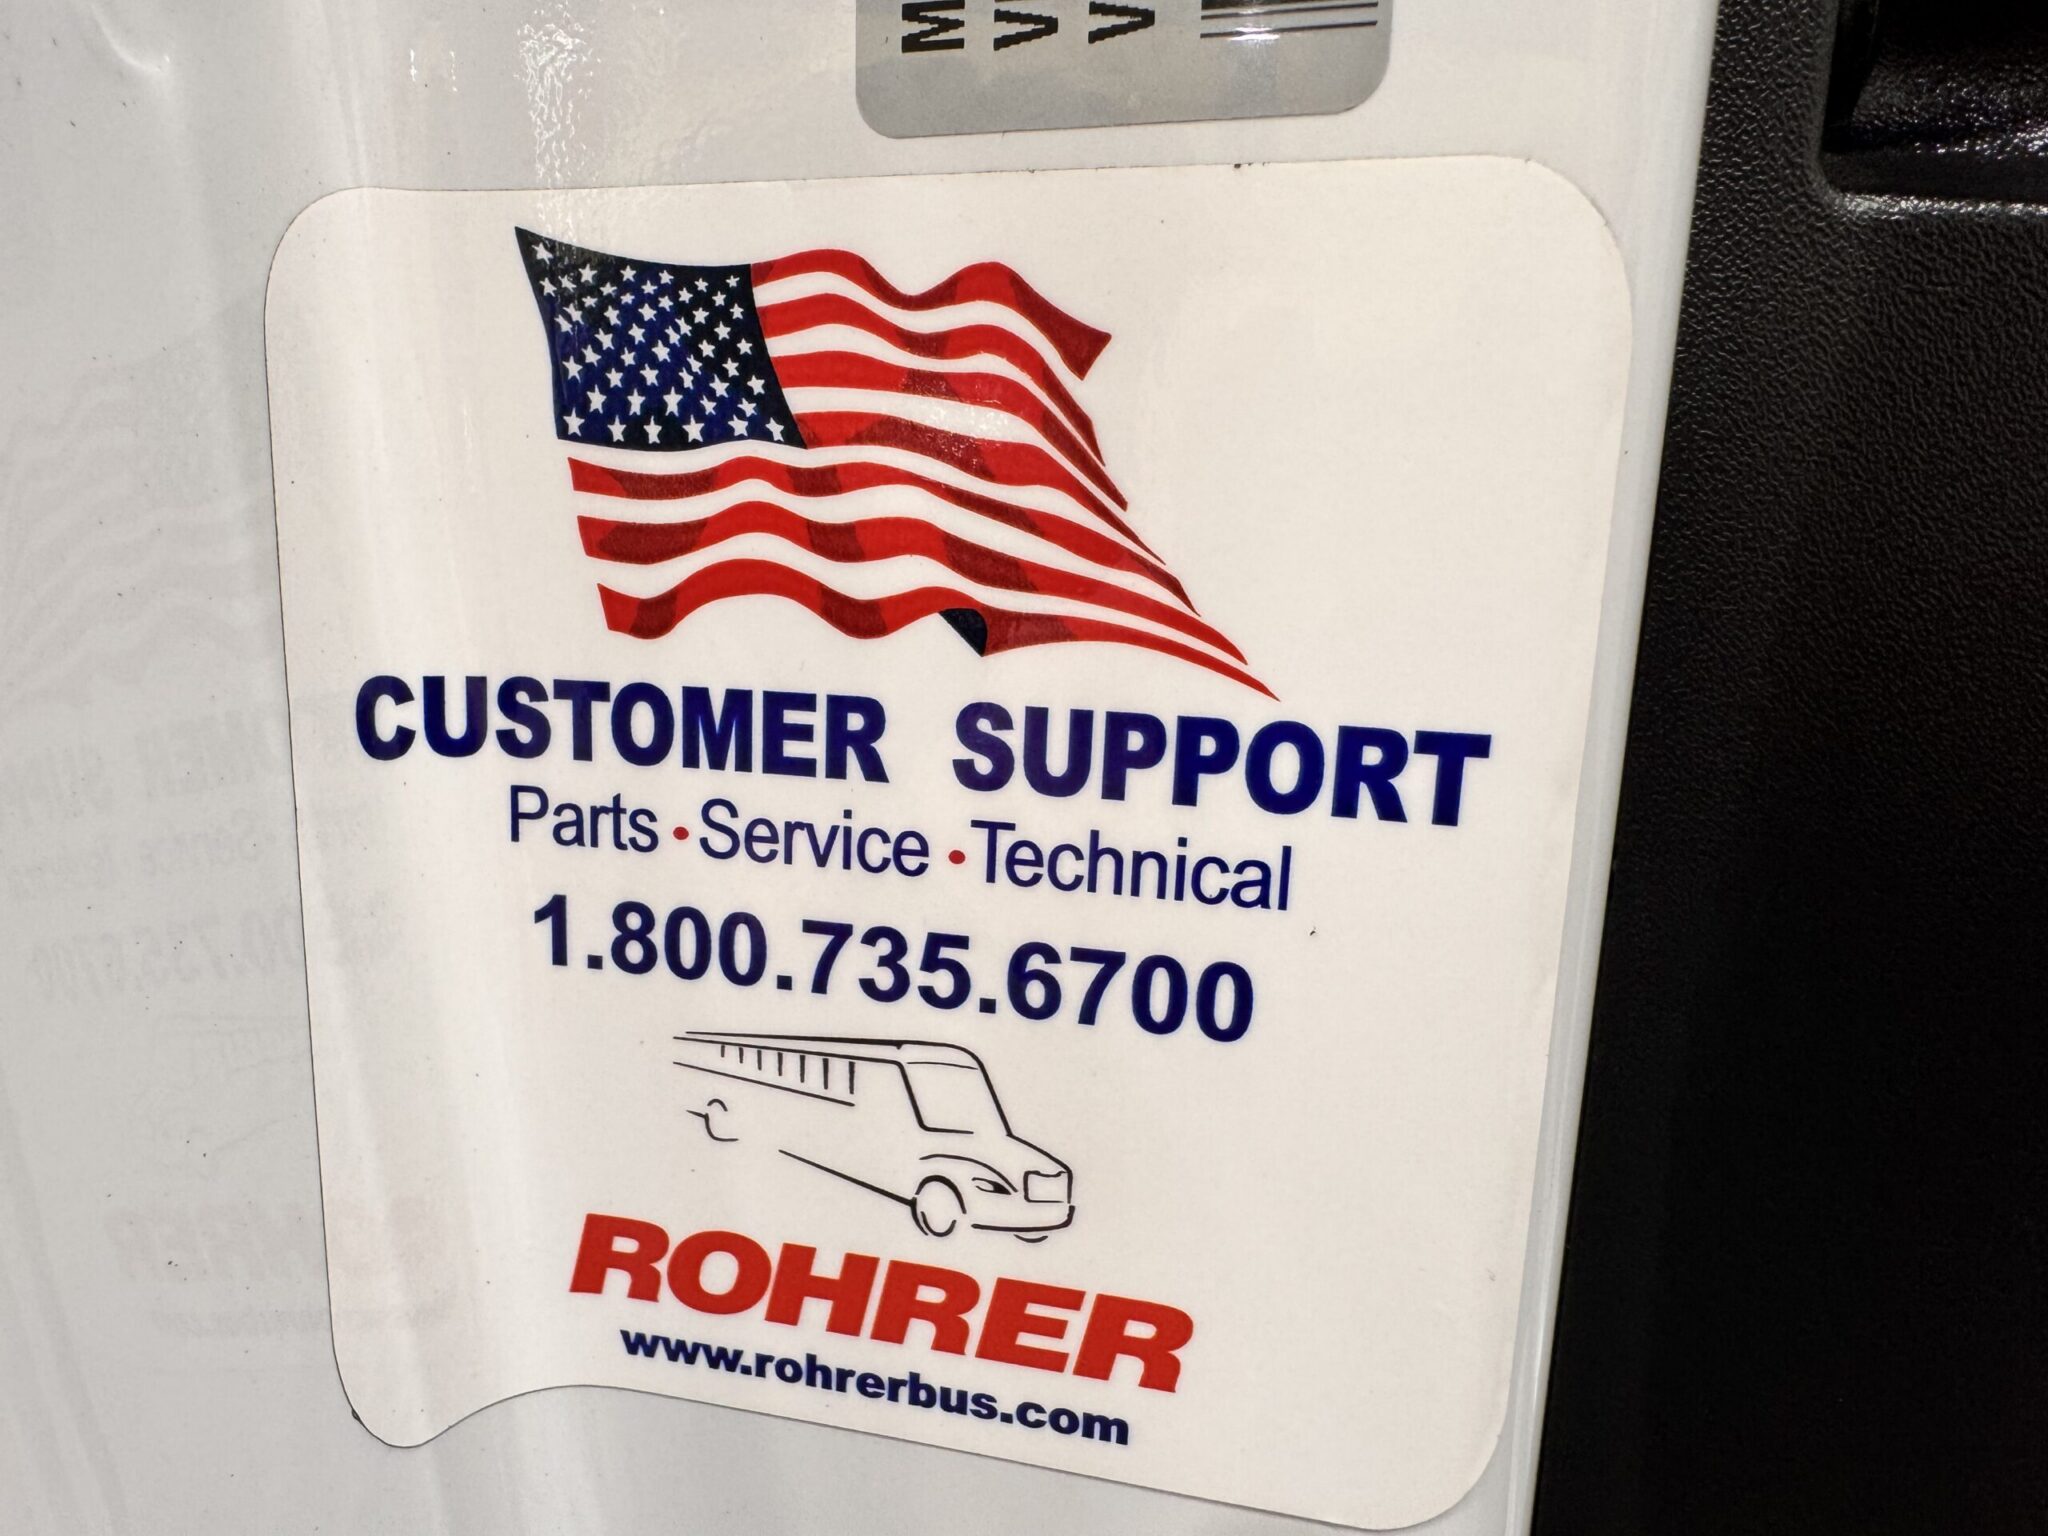 CUSTOMER SUPPORT
Parts • Service • Technical
1.800.735.6700
ROHRER
www.rohrerbus.com